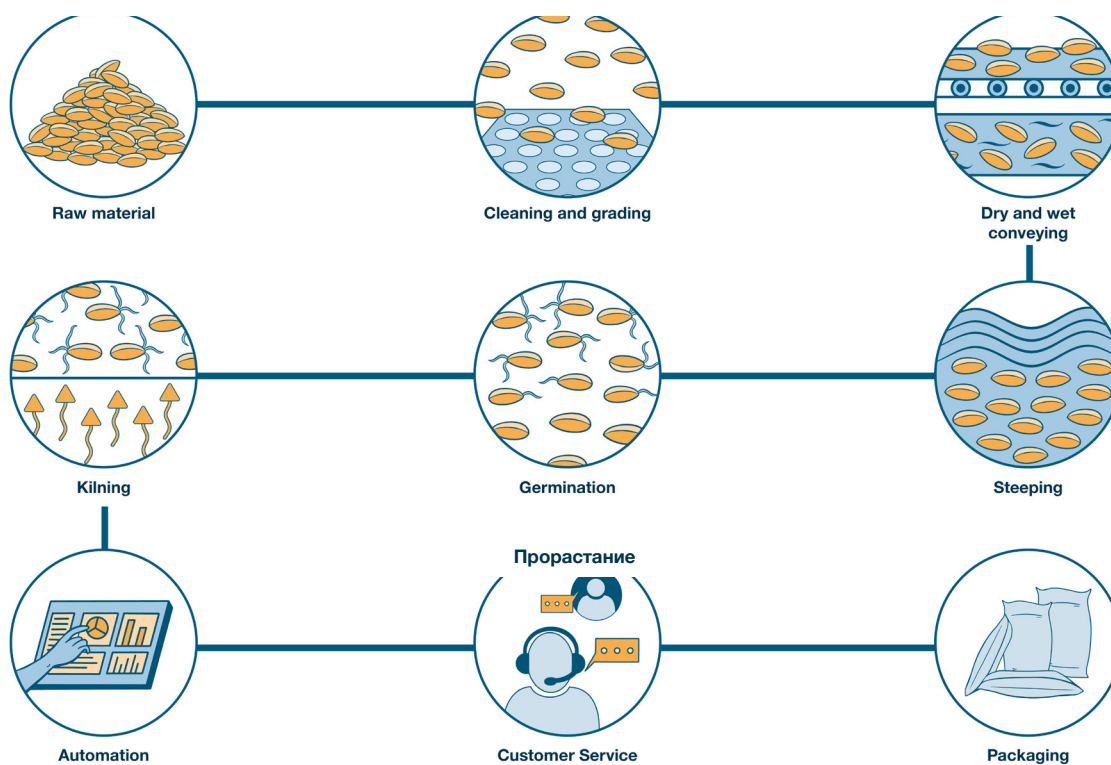 Raw material
Cleaning and grading
Dry and wet
conveying
Kilning
Germination
Steeping
Прорастание
Automation
Customer Service
Packaging